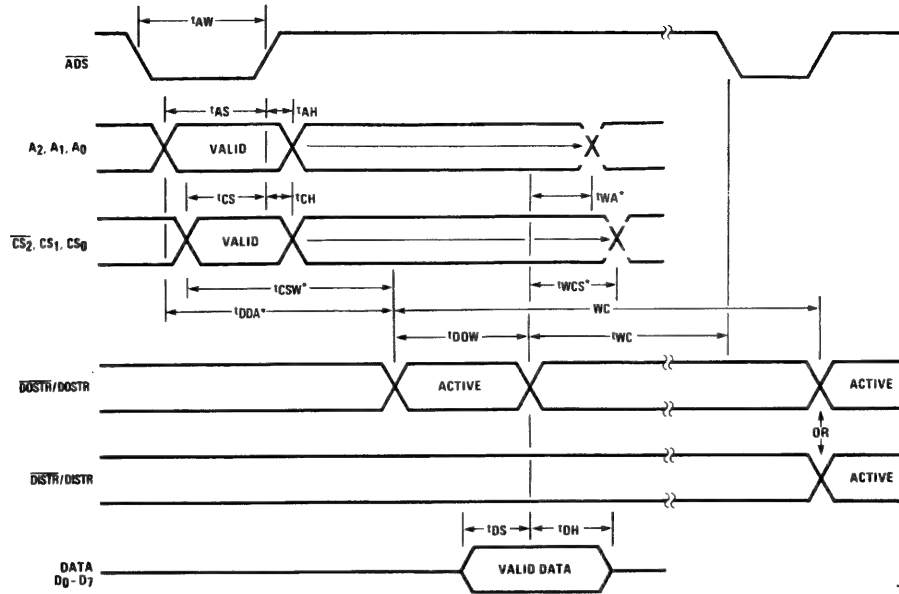 tAW
ADS
tAS
tAH
A2, A1, A0
VALID
tCS
tCH
tWA*
CS2, CS1, CS0
VALID
tCSW*
tWCS*
tDDA*
WC
tDOW
tWC
DOSTR/DOSTR
ACTIVE
ACTIVE
OR
DISTR/DISTR
ACTIVE
tDS
tDH
DATA
D0-D7
VALID DATA